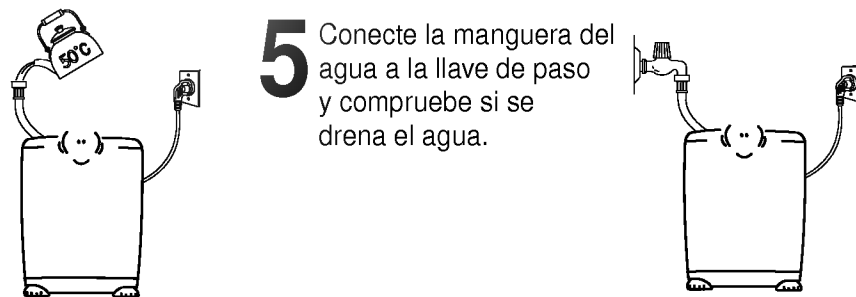 50°C
5
Conecte la manguera del
agua a la llave de paso
y compruebe si se
drena el agua.